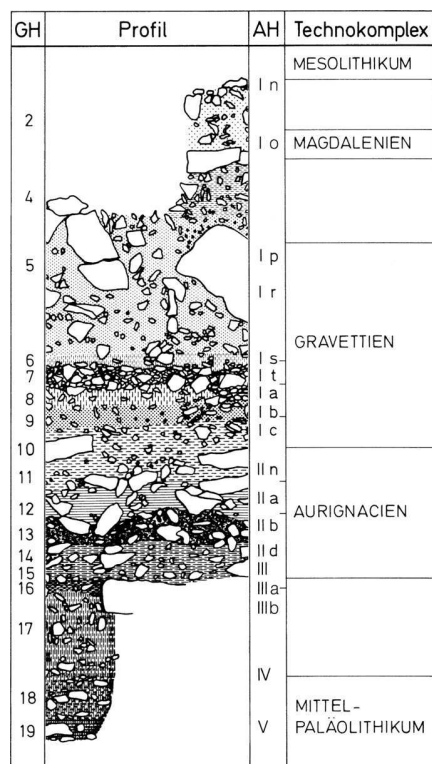 GH Profil AH Technokomplex
MESOLITHIKUM
I n
2
I o MAGDALENIEN
4
I p
5
I r
GRAVETTIEN
6 I s
7 I t
8 I a
9 I b
I c
10
II n
11
II a
12 AURIGNACIEN
II b
13
II d
14
III
15
16 IIIa
IIIb
17
IV
18 MITTEL-
PALÄOLITHIKUM
19 V